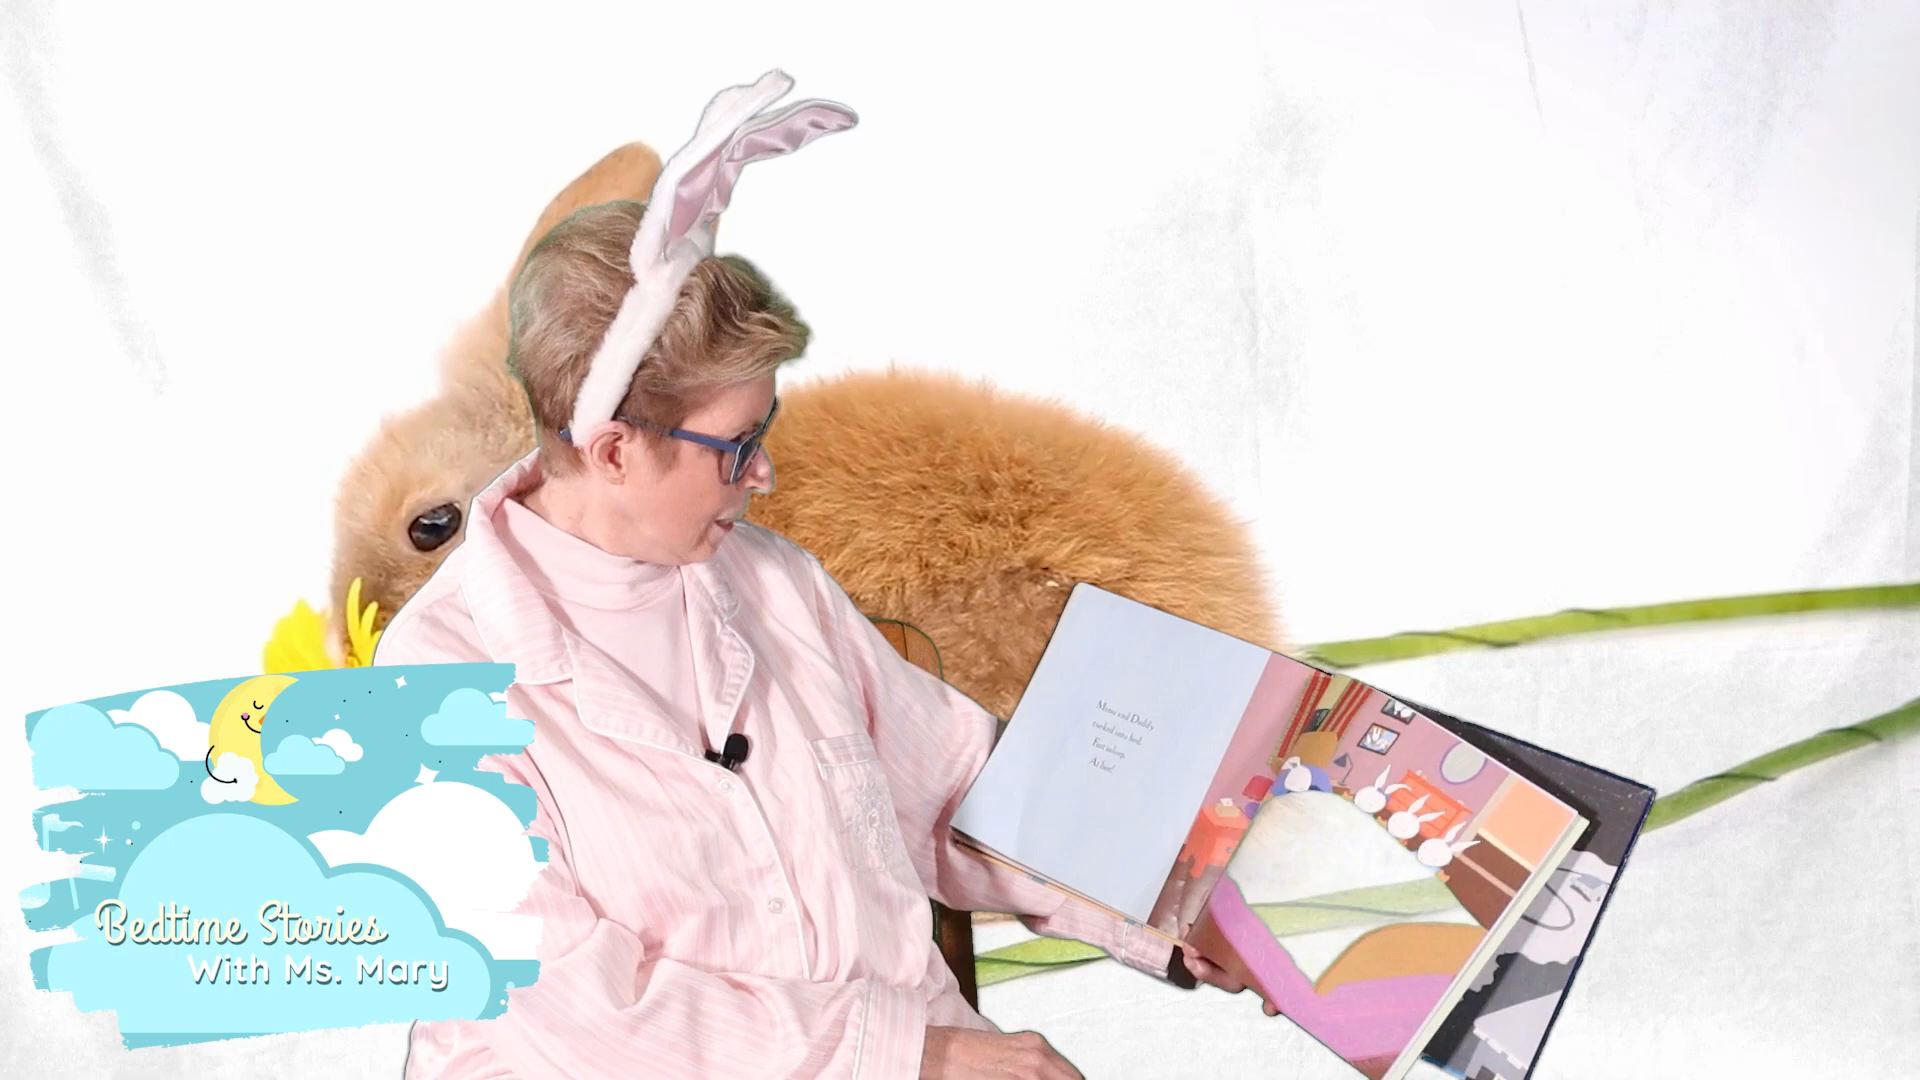 Mama and Daddy
tucked into bed.
Fast asleep.
At last!
Bedtime Stories
With Ms. Mary